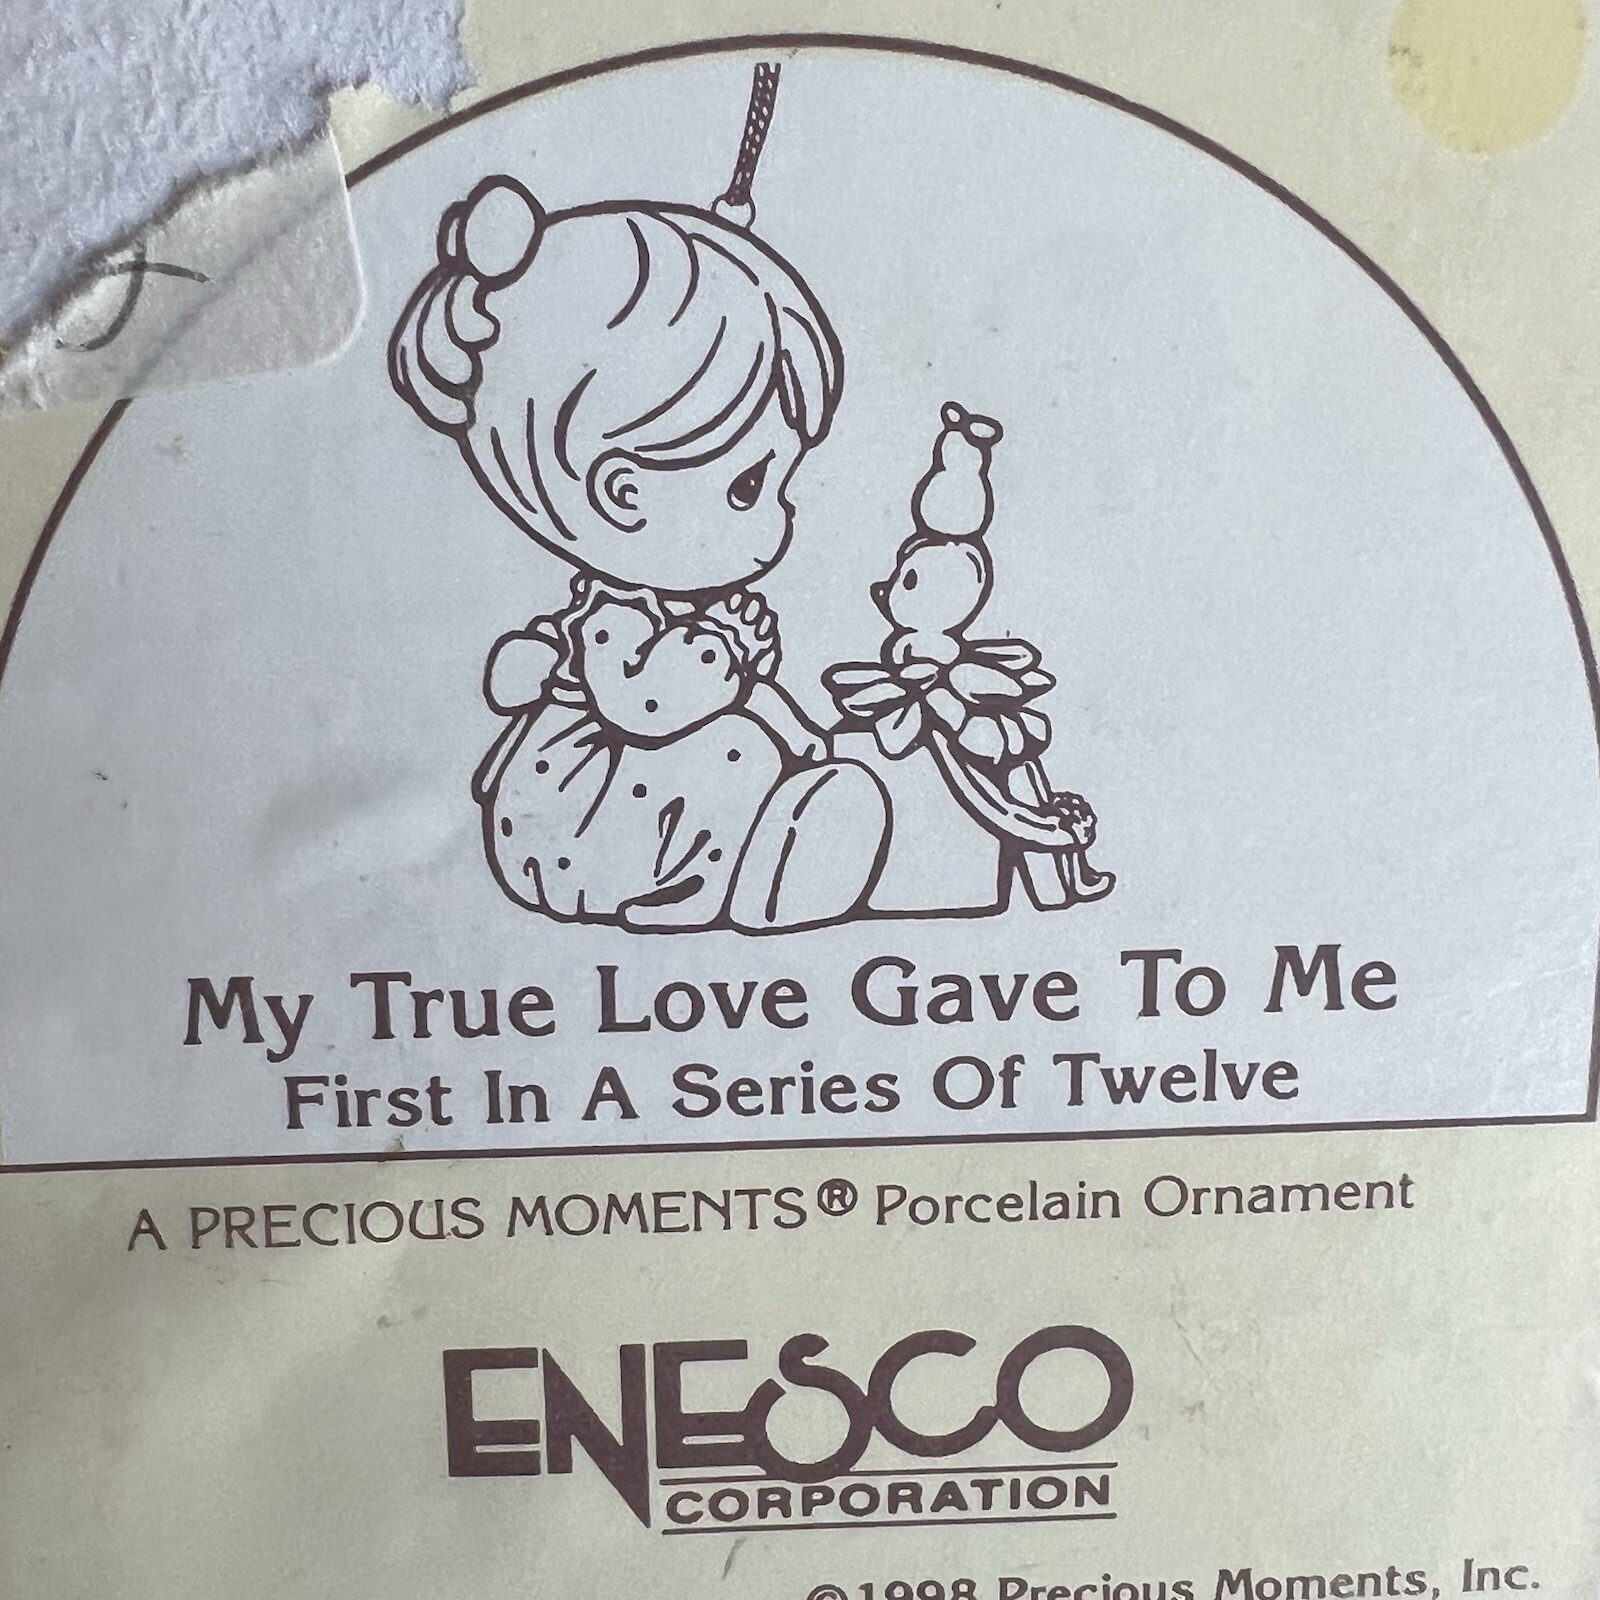 My True Love Gave To Me
First In A Series Of Twelve
A PRECIOUS MOMENTS® Porcelain Ornament
ENESCO
CORPORATION
©1998 Precious Moments, Inc.